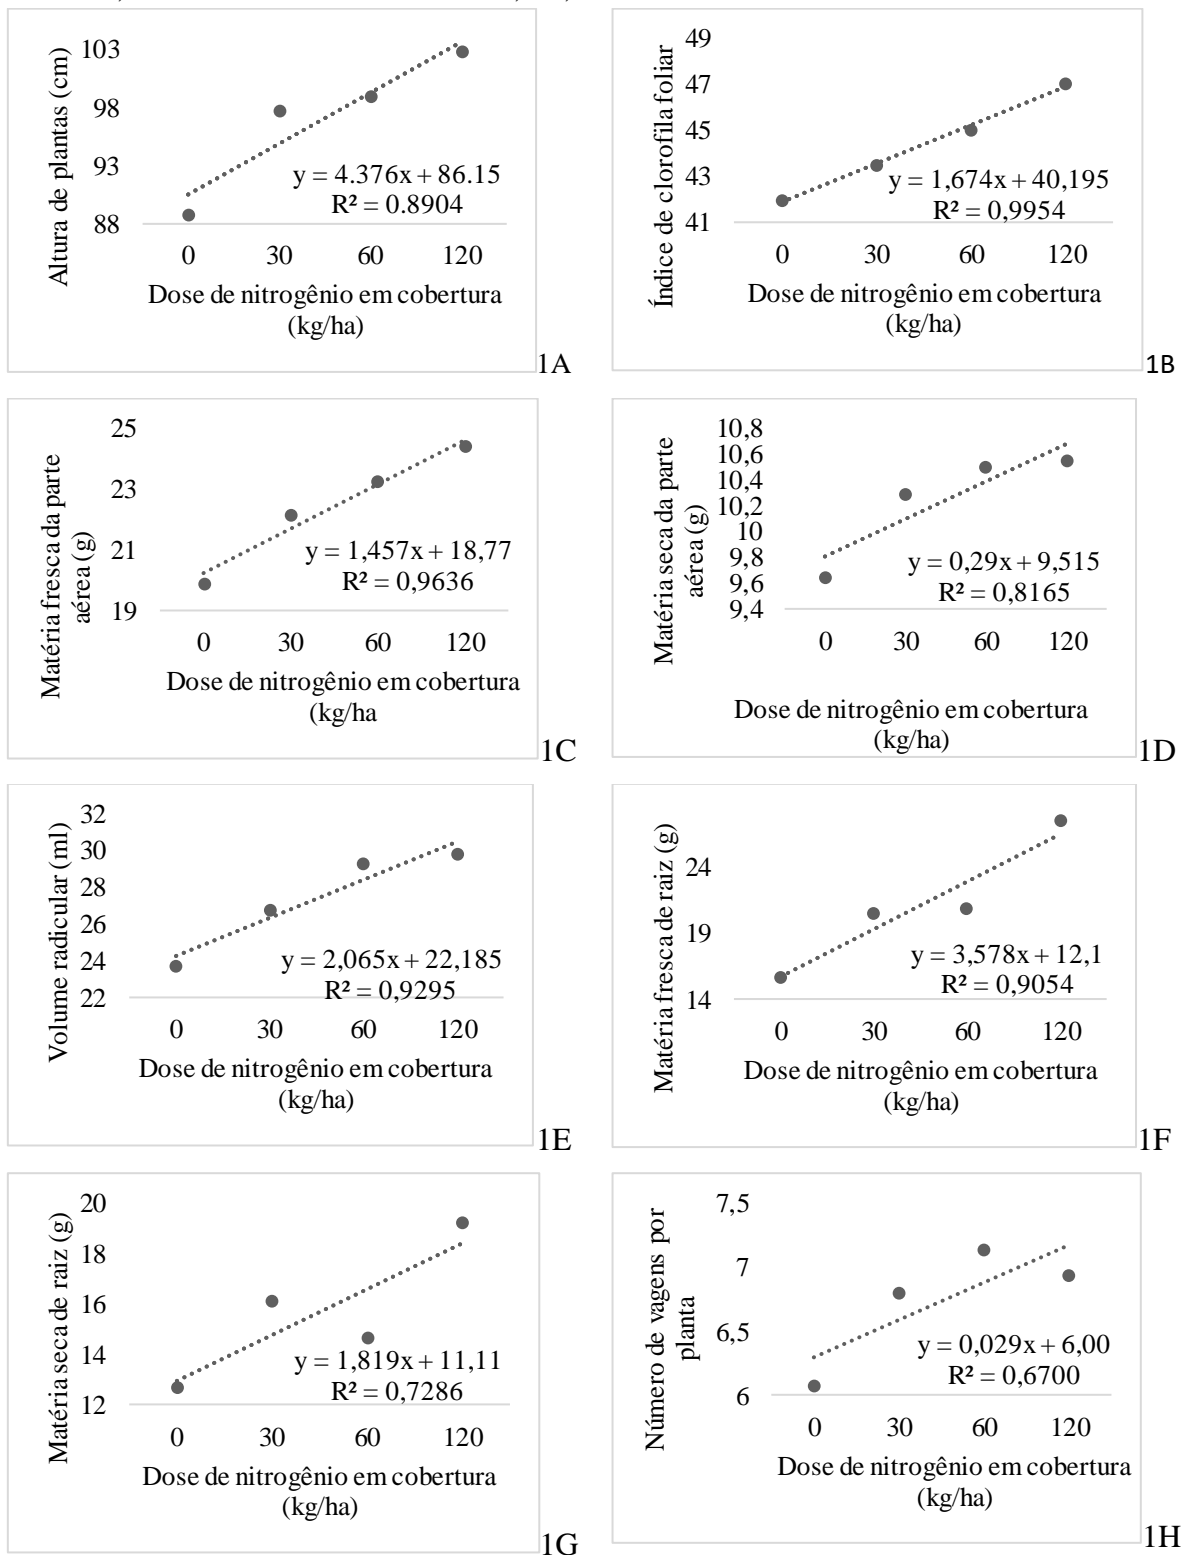 Altura de plantas (cm)
103
98
93
88
y = 4.376x + 86.15
R² = 0.8904
0 30 60 120
Dose de nitrogênio em cobertura
(kg/ha)
1A
Índice de clorofila foliar
49
47
45
43
41
y = 1,674x + 40,195
R² = 0,9954
0 30 60 120
Dose de nitrogênio em cobertura
(kg/ha)
1B
Matéria fresca da parte
aérea (g)
25
23
21
19
y = 1,457x + 18,77
R² = 0,9636
0 30 60 120
Dose de nitrogênio em cobertura
(kg/ha
1C
Matéria seca da parte
aérea (g)
10,8
10,6
10,4
10,2
10
9,8
9,6
9,4
y = 0,29x + 9,515
R² = 0,8165
0 30 60 120
Dose de nitrogênio em cobertura
(kg/ha)
1D
Volume radicular (ml)
32
30
28
26
24
22
y = 2,065x + 22,185
R² = 0,9295
0 30 60 120
Dose de nitrogênio em cobertura
(kg/ha)
1E
Matéria fresca de raiz (g)
24
19
14
y = 3,578x + 12,1
R² = 0,9054
0 30 60 120
Dose de nitrogênio em cobertura
(kg/ha)
1F
Matéria seca de raiz (g)
20
18
16
14
12
y = 1,819x + 11,11
R² = 0,7286
0 30 60 120
Dose de nitrogênio em cobertura
(kg/ha)
1G
Número de vagens por
planta
7,5
7
6,5
6
y = 0,029x + 6,00
R² = 0,6700
0 30 60 120
Dose de nitrogênio em cobertura
(kg/ha)
1H